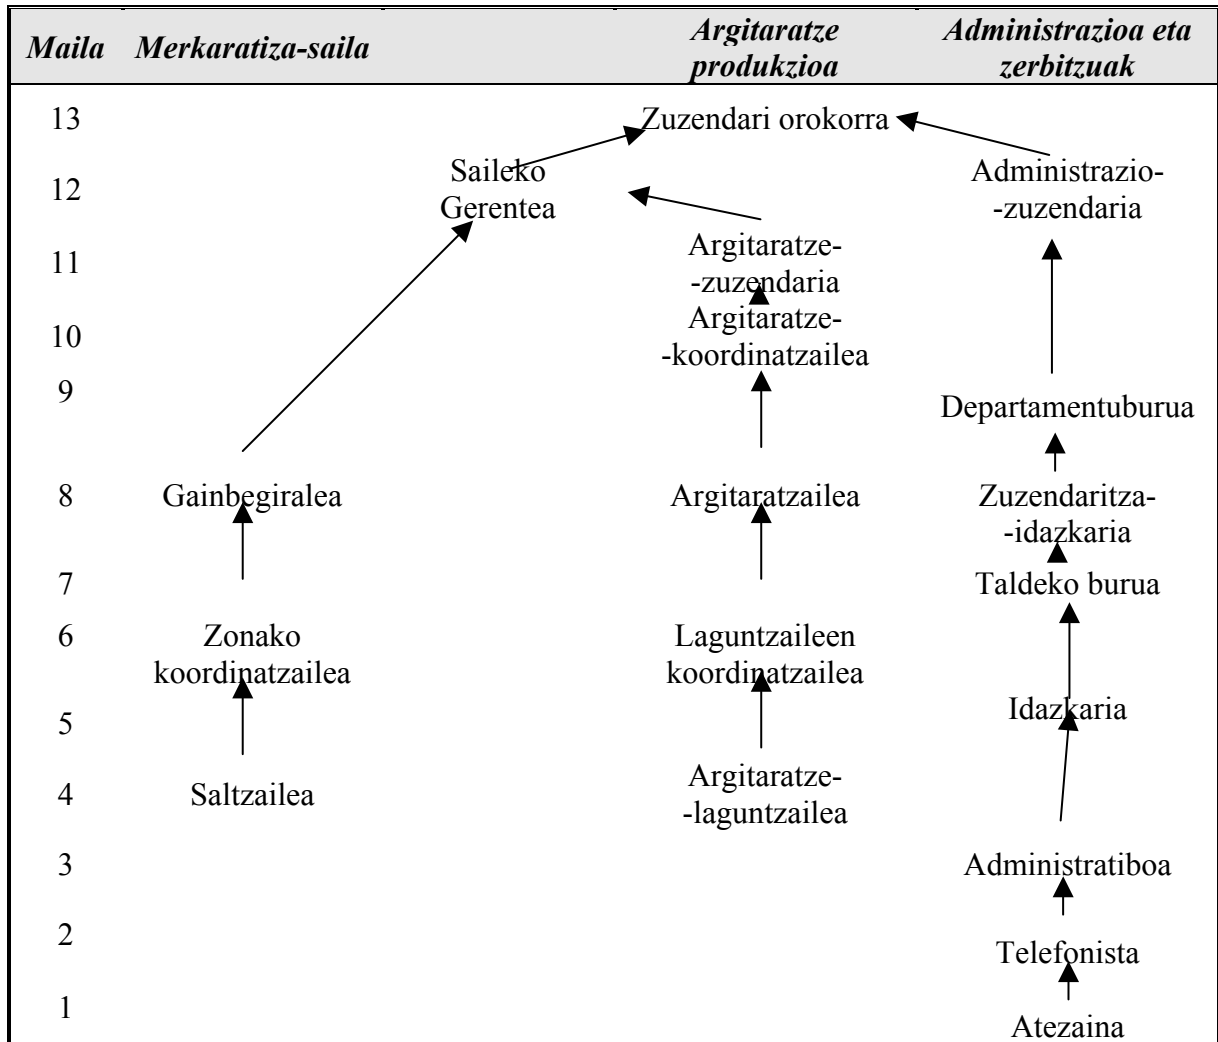 Maila Merkaratiza-saila Argitaratze produkzioa Administrazioa eta zerbitzuak
13 Zuzendari orokorra
12 Saileko Gerentea Administrazio-
-zuzendaria
11 Argitaratze-
-zuzendaria
10 Argitaratze-
-koordinatzailea
9 Departamentuburua
8 Gainbegiralea Argitaratzailea Zuzendaritza-
-idazkaria
7 Taldeko burua
6 Zonako Laguntzaileen
koordinatzailea koordinatzailea
5 Idazkaria
4 Saltzailea Argitaratze-
-laguntzailea
3 Administratiboa
2 Telefonista
1 Atezaina